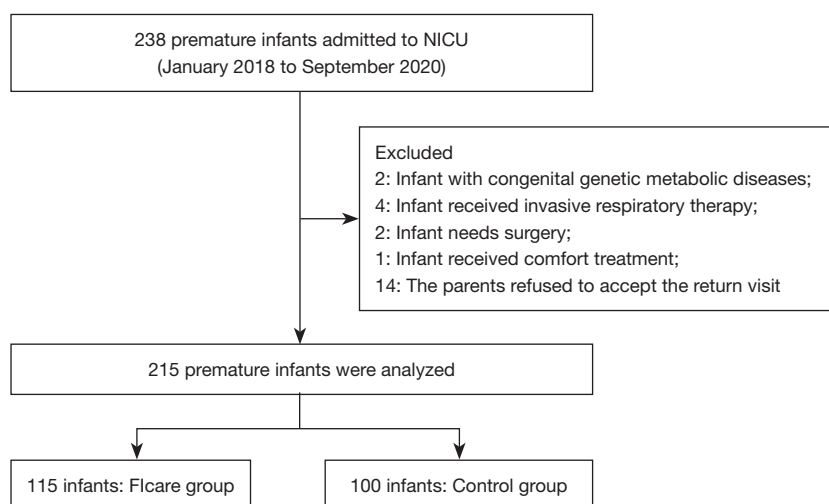 238 premature infants admitted to NICU
(January 2018 to September 2020)
Excluded
2: Infant with congenital genetic metabolic diseases;
4: Infant received invasive respiratory therapy;
2: Infant needs surgery;
1: Infant received comfort treatment;
14: The parents refused to accept the return visit
215 premature infants were analyzed
115 infants: FIcare group
100 infants: Control group